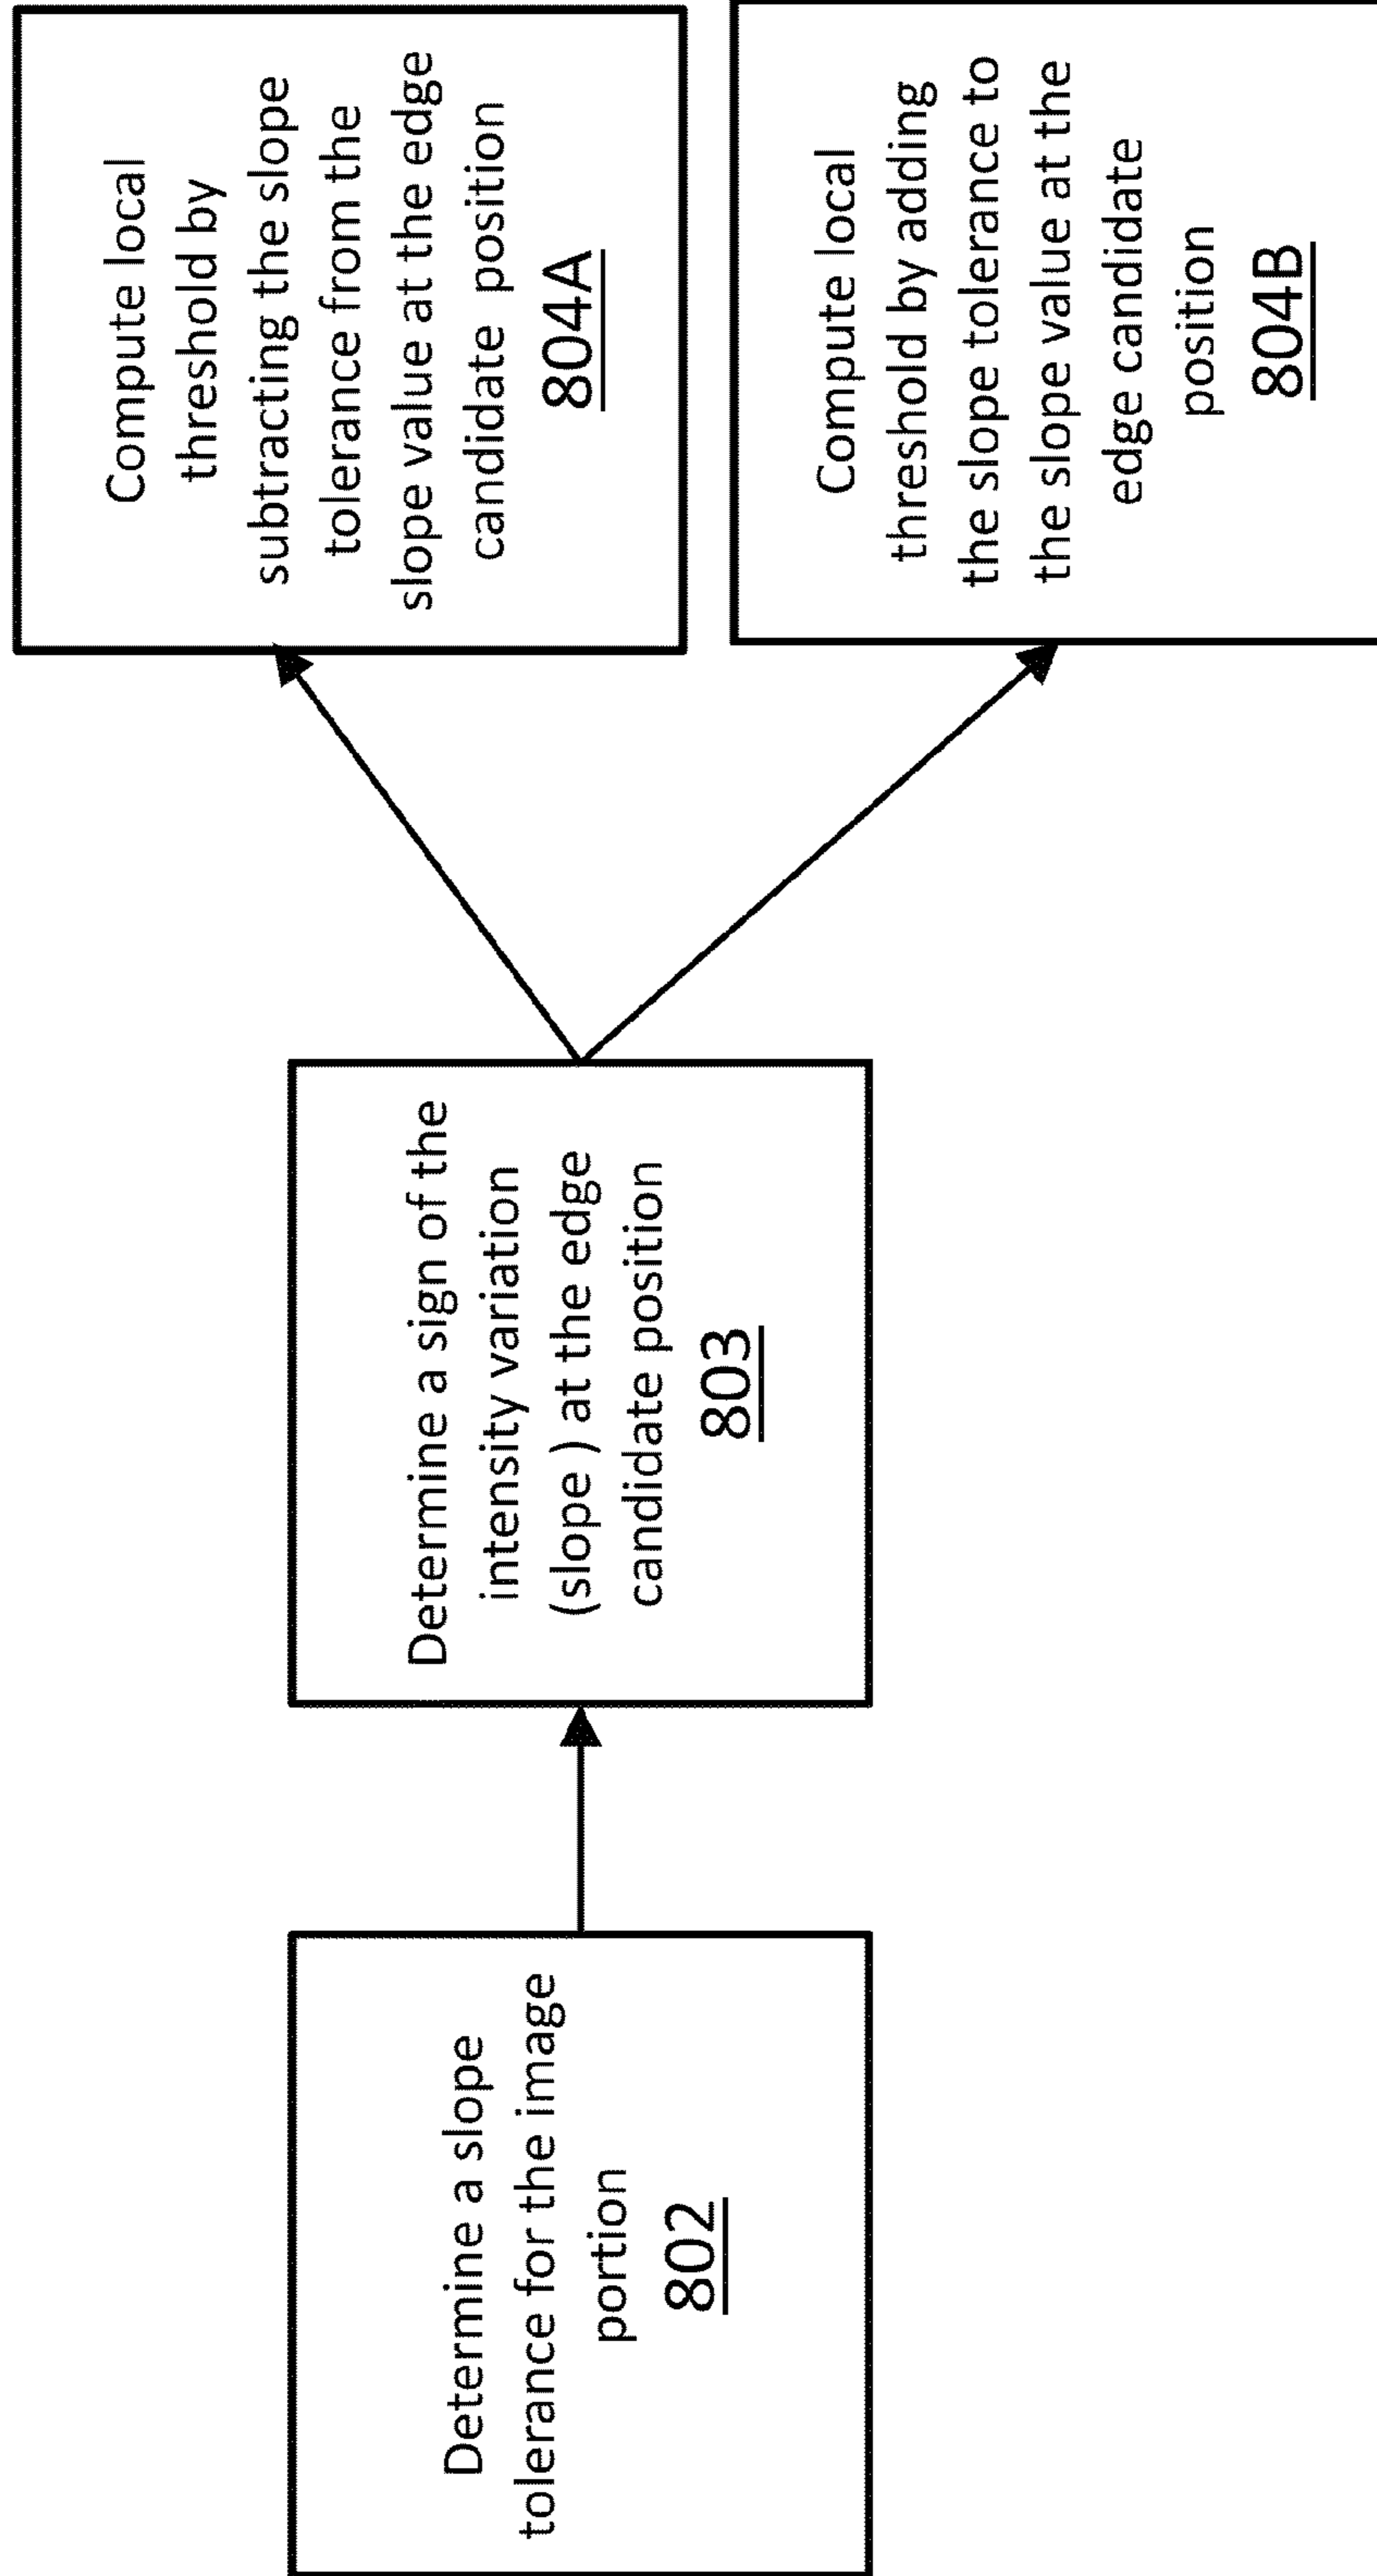 Determine a slope
tolerance for the image
portion
802
Determine a sign of the
intensity variation
(slope ) at the edge
candidate position
803
Compute local
threshold by
subtracting the slope
tolerance from the
slope value at the edge
candidate  position
804A
Compute local
threshold by adding
the slope tolerance to
the slope value at the
edge candidate
position
804B